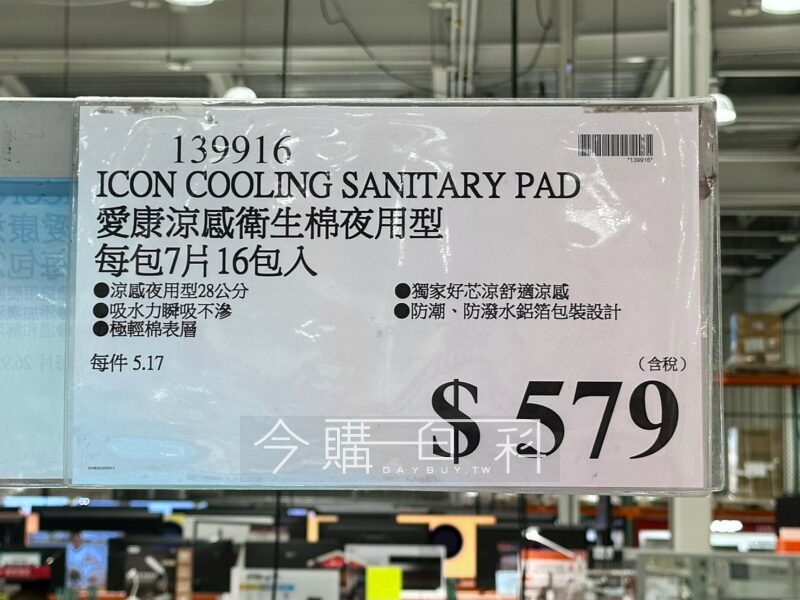 139916
*139916*
ICON COOLING SANITARY PAD
愛康涼感衛生棉夜用型
每包7片16包入
●涼感夜用型28公分
●獨家好芯涼舒適涼感
●吸水力瞬吸不滲
●防潮、防潑水鋁箔包裝設計
●極輕棉表層
每件 5.17
(含稅)
$ 579
今購百科
DAYBUY.TW